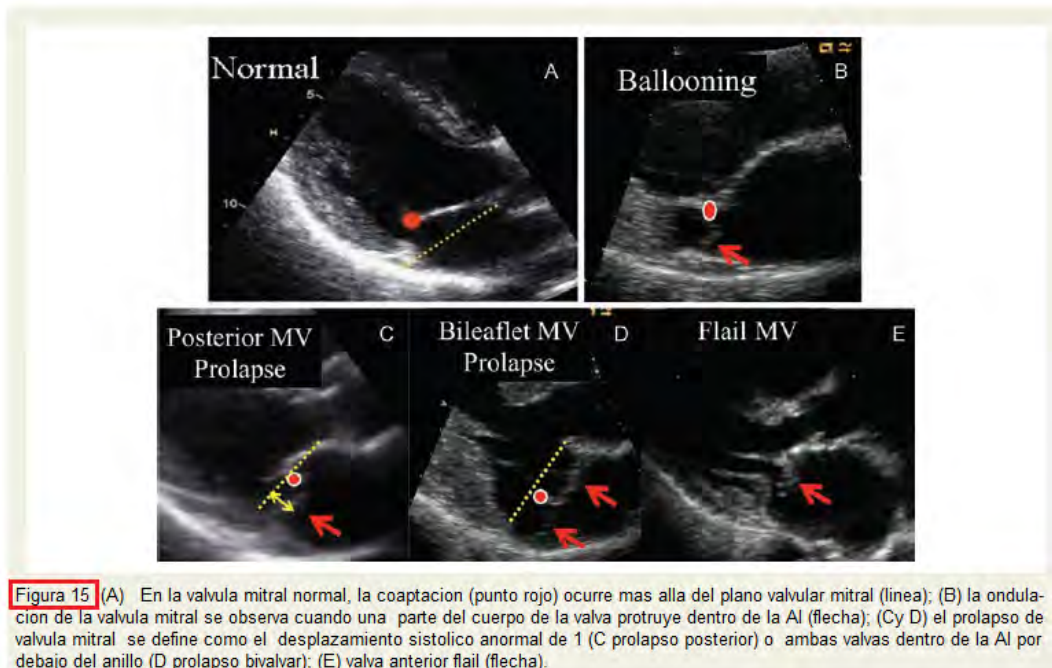 Normal
A
5
10
Ballooning
B
Posterior MV
Prolapse
C
Bileaflet MV
Prolapse
D
Flail MV
E
Figura 15 (A) En la valvula mitral normal, la coaptacion (punto rojo) ocurre mas alla del plano valvular mitral (linea); (B) la ondula-
cion de la valvula mitral se observa cuando una parte del cuerpo de la valva protruye dentro de la AI (flecha); (Cy D) el prolapso de
valvula mitral se define como el desplazamiento sistolico anormal de 1 (C prolapso posterior) o ambas valvas dentro de la AI por
debajo del anillo (D prolapso bivalvar); (E) valva anterior flail (flecha).